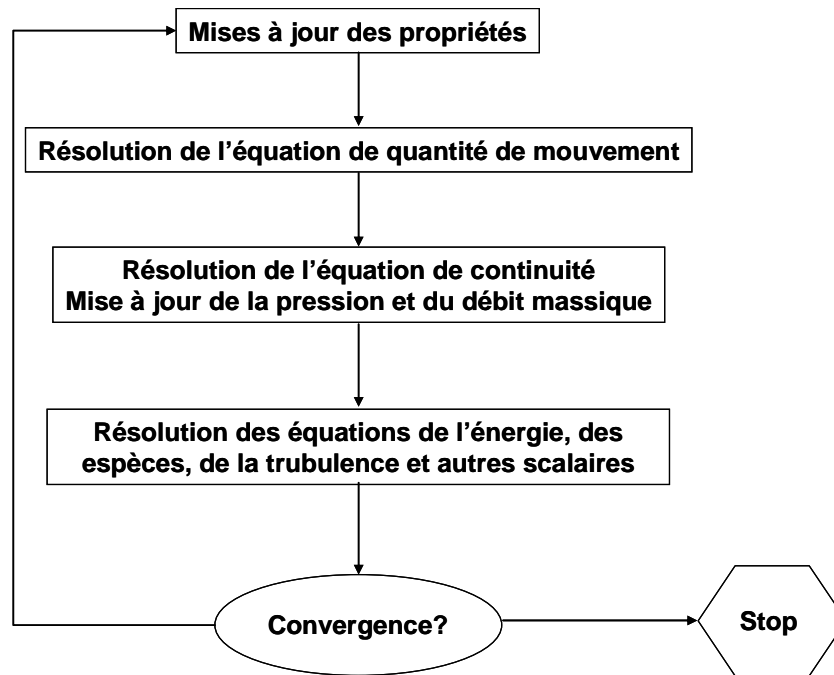 Mises à jour des propriétés
Résolution de l'équation de quantité de mouvement
Résolution de l'équation de continuité
Mise à jour de la pression et du débit massique
Résolution des équations de l'énergie, des
espèces, de la trubulence et autres scalaires
Convergence?
Stop